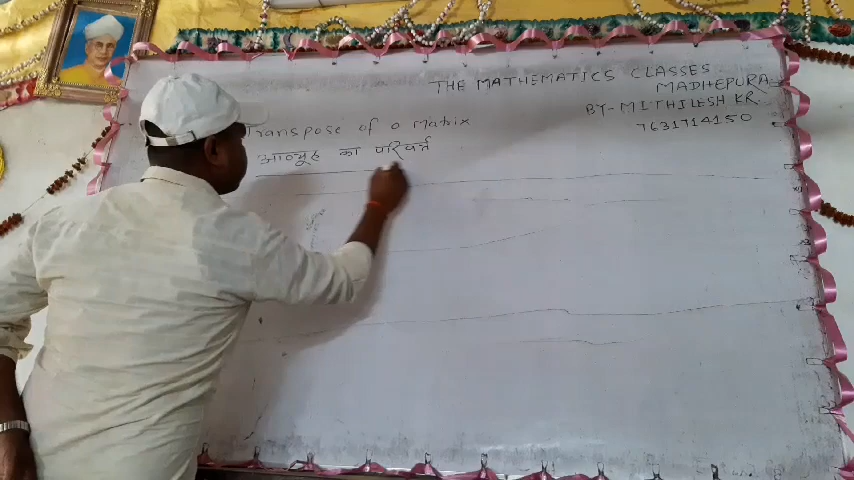 THE MATHEMATICS CLASSES
MADHEPURA
BY-MITHILESH KR.
7631714150
Transpose of a Matrix
आव्यूह का परिवर्त